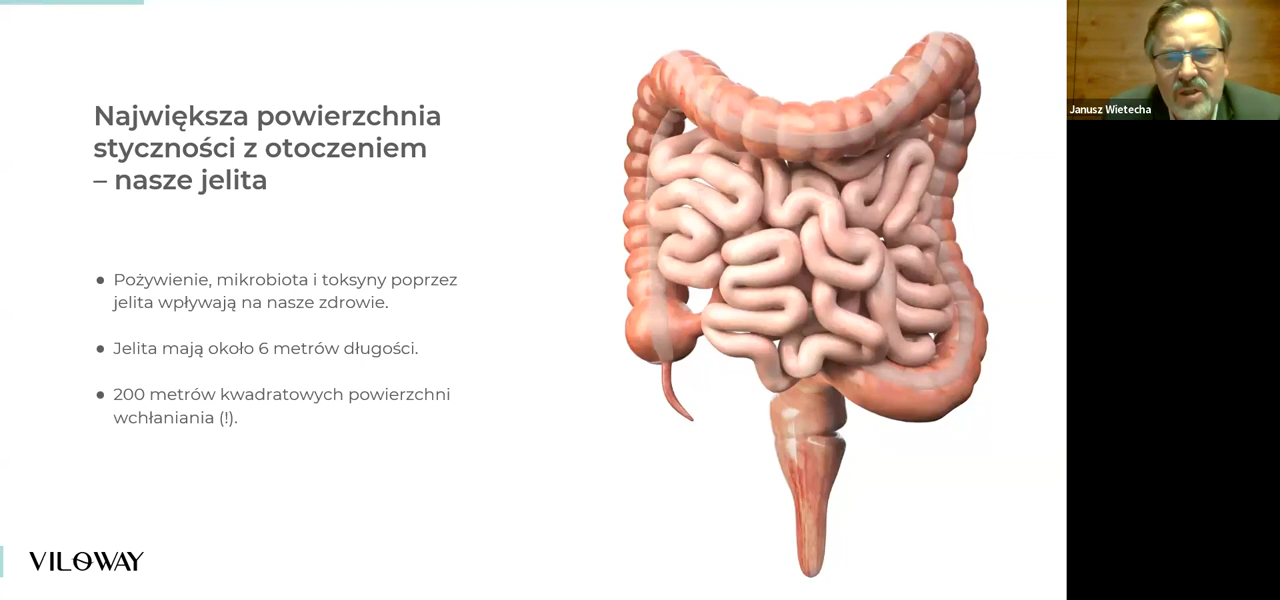 Największa powierzchnia
styczności z otoczeniem
– nasze jelita
● Pożywienie, mikrobiota i toksyny poprzez
jelita wpływają na nasze zdrowie.
● Jelita mają około 6 metrów długości.
● 200 metrów kwadratowych powierzchni
wchłaniania (!).
VILOWAY
Janusz Wietecha